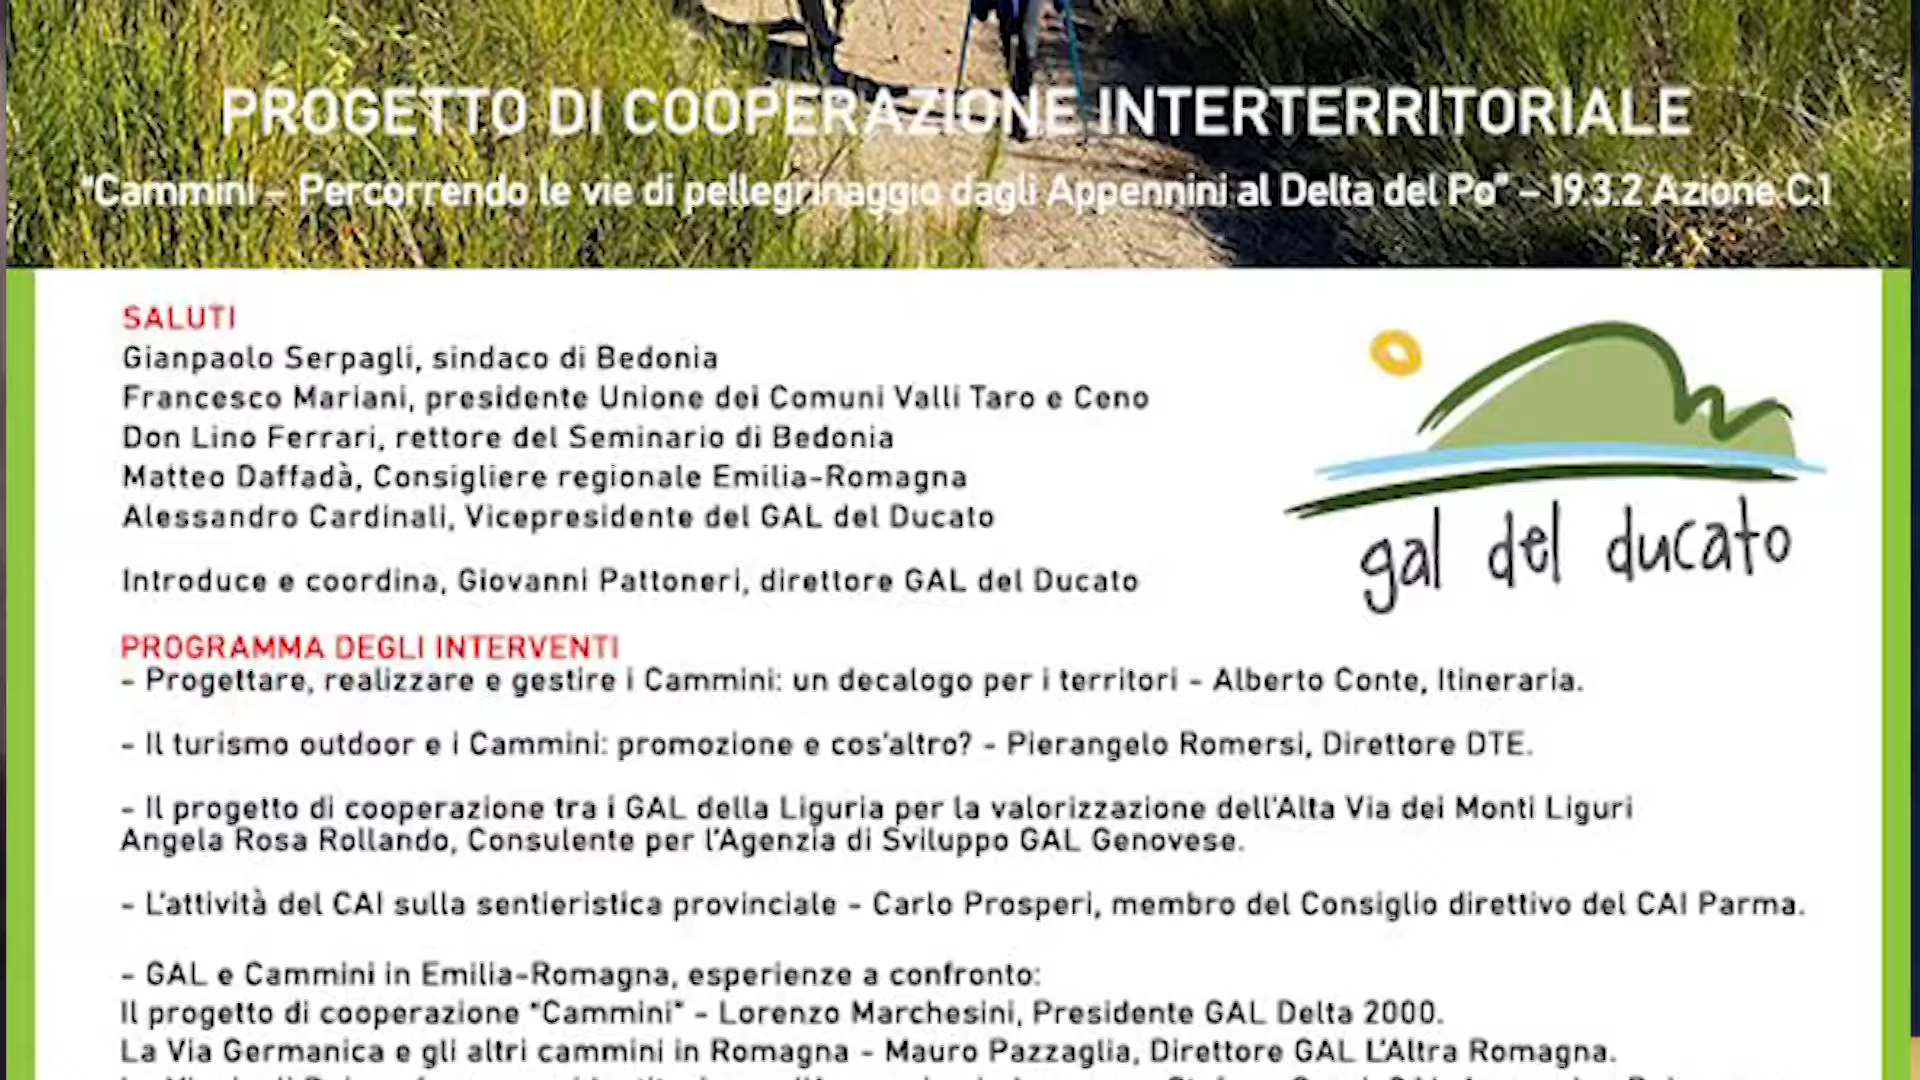 PROGETTO DI COOPERAZIONE INTERTERRITORIALE
"Cammini – Percorrendo le vie di pellegrinaggio dagli Appennini al Delta del Po" – 19.3.2 Azione C.1
SALUTI
Gianpaolo Serpagli, sindaco di Bedonia
Francesco Mariani, presidente Unione dei Comuni Valli Taro e Ceno
Don Lino Ferrari, rettore del Seminario di Bedonia
Matteo Daffadà, Consigliere regionale Emilia-Romagna
Alessandro Cardinali, Vicepresidente del GAL del Ducato
gal del ducato
Introduce e coordina, Giovanni Pattoneri, direttore GAL del Ducato
PROGRAMMA DEGLI INTERVENTI
- Progettare, realizzare e gestire i Cammini: un decalogo per i territori - Alberto Conte, Itineraria.
- Il turismo outdoor e i Cammini: promozione e cos'altro? - Pierangelo Romersi, Direttore DTE.
- Il progetto di cooperazione tra i GAL della Liguria per la valorizzazione dell'Alta Via dei Monti Liguri
Angela Rosa Rollando, Consulente per l'Agenzia di Sviluppo GAL Genovese.
- L'attività del CAI sulla sentieristica provinciale - Carlo Prosperi, membro del Consiglio direttivo del CAI Parma.
- GAL e Cammini in Emilia-Romagna, esperienze a confronto:
Il progetto di cooperazione "Cammini" - Lorenzo Marchesini, Presidente GAL Delta 2000.
La Via Germanica e gli altri cammini in Romagna - Mauro Pazzaglia, Direttore GAL L'Altra Romagna.